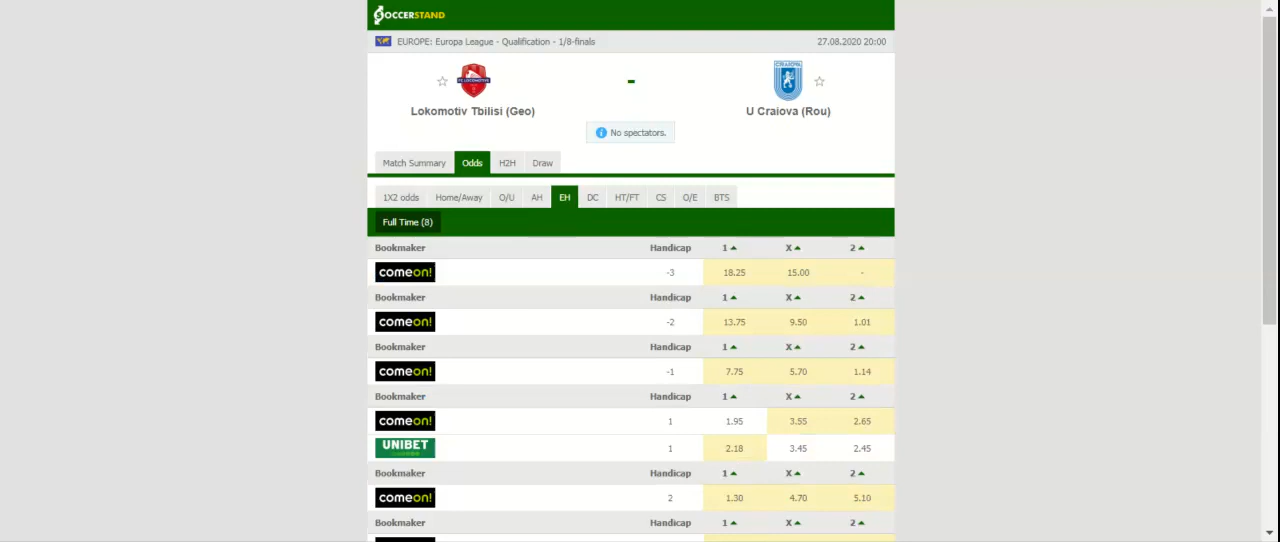 SOCCERSTAND
EUROPE: Europa League - Qualification - 1/8-finals 27.08.2020 20:00
-
Lokomotiv Tbilisi (Geo) U Craiova (Rou)
No spectators.
Match Summary Odds H2H Draw
1X2 odds Home/Away O/U AH EH DC HT/FT CS O/E BTS
Full Time (8)
Bookmaker Handicap 1 X 2
comeon! -3 18.25 15.00 -
Bookmaker Handicap 1 X 2
comeon! -2 13.75 9.50 1.01
Bookmaker Handicap 1 X 2
comeon! -1 7.75 5.70 1.14
Bookmaker Handicap 1 X 2
comeon! 1 1.95 3.55 2.65
UNIBET 1 2.18 3.45 2.45
Bookmaker Handicap 1 X 2
comeon! 2 1.30 4.70 5.10
Bookmaker Handicap 1 X 2